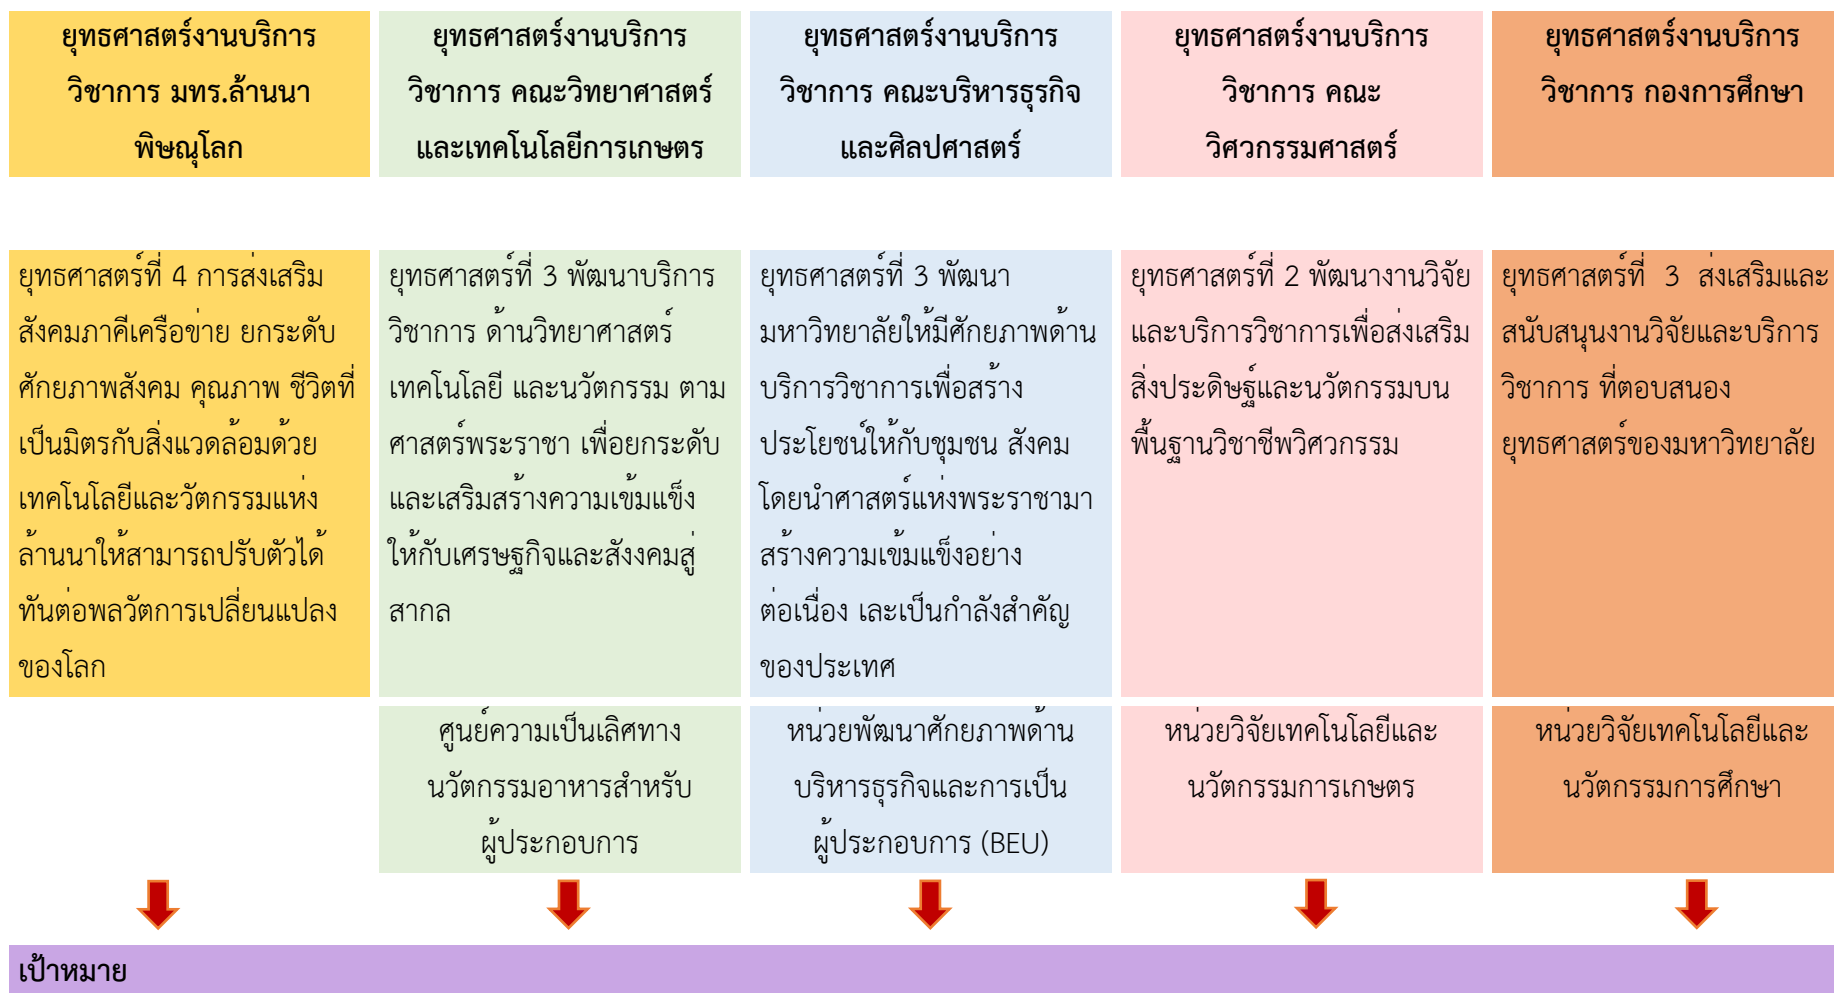 ยุทธศาสตร์งานบริการ
วิชาการ มทร.ล้านนา
พิษณุโลก
ยุทธศาสตร์งานบริการ
วิชาการ คณะวิทยาศาสตร์
และเทคโนโลยีการเกษตร
ยุทธศาสตร์งานบริการ
วิชาการ คณะบริหารธุรกิจ
และศิลปศาสตร์
ยุทธศาสตร์งานบริการ
วิชาการ คณะ
วิศวกรรมศาสตร์
ยุทธศาสตร์งานบริการ
วิชาการ กองการศึกษา
ยุทธศาสตร์ที่ 4 การส่งเสริม
สังคมภาคีเครือข่าย ยกระดับ
ศักยภาพสังคม คุณภาพ ชีวิตที่
เป็นมิตรกับสิ่งแวดล้อมด้วย
เทคโนโลยีและวัตกรรมแห่ง
ล้านนาให้สามารถปรับตัวได้
ทันต่อพลวัตการเปลี่ยนแปลง
ของโลก
ยุทธศาสตร์ที่ 3 พัฒนาบริการ
วิชาการ ด้านวิทยาศาสตร์
เทคโนโลยี และนวัตกรรม ตาม
ศาสตร์พระราชา เพื่อยกระดับ
และเสริมสร้างความเข้มแข็ง
ให้กับเศรษฐกิจและสังงคมสู่
สากล
ยุทธศาสตร์ที่ 3 พัฒนา
มหาวิทยาลัยให้มีศักยภาพด้าน
บริการวิชาการเพื่อสร้าง
ประโยชน์ให้กับชุมชน สังคม
โดยนำศาสตร์แห่งพระราชามา
สร้างความเข้มแข็งอย่าง
ต่อเนื่อง เละเป็นกำลังสำคัญ
ของประเทศ
ยุทธศาสตร์ที่ 2 พัฒนางานวิจัย
และบริการวิชาการเพื่อส่งเสริม
สิ่งประดิษฐ์และนวัตกรรมบน
พื้นฐานวิชาชีพวิศวกรรม
ยุทธศาสตร์ที่ 3 ส่งเสริมและ
สนับสนุนงานวิจัยและบริการ
วิชาการ ที่ตอบสนอง
ยุทธศาสตร์ของมหาวิทยาลัย
ศูนย์ความเป็นเลิศทาง
นวัตกรรมอาหารสำหรับ
ผู้ประกอบการ
หน่วยพัฒนาศักยภาพด้าน
บริหารธุรกิจและการเป็น
ผู้ประกอบการ (BEU)
หน่วยวิจัยเทคโนโลยีและ
นวัตกรรมการเกษตร
หน่วยวิจัยเทคโนโลยีและ
นวัตกรรมการศึกษา
เป้าหมาย